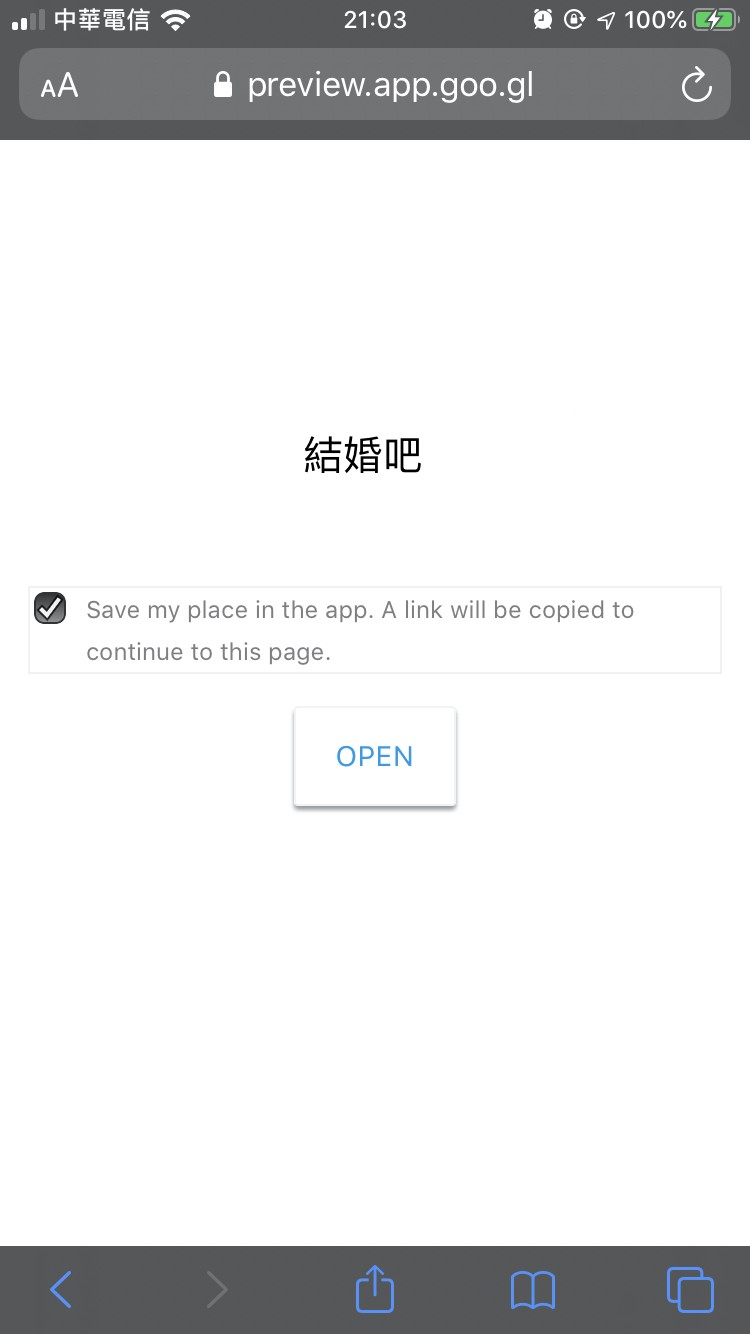 中華電信
21:03
100%
AA
preview.app.goo.gl
結婚吧
Save my place in the app. A link will be copied to
continue to this page.
OPEN